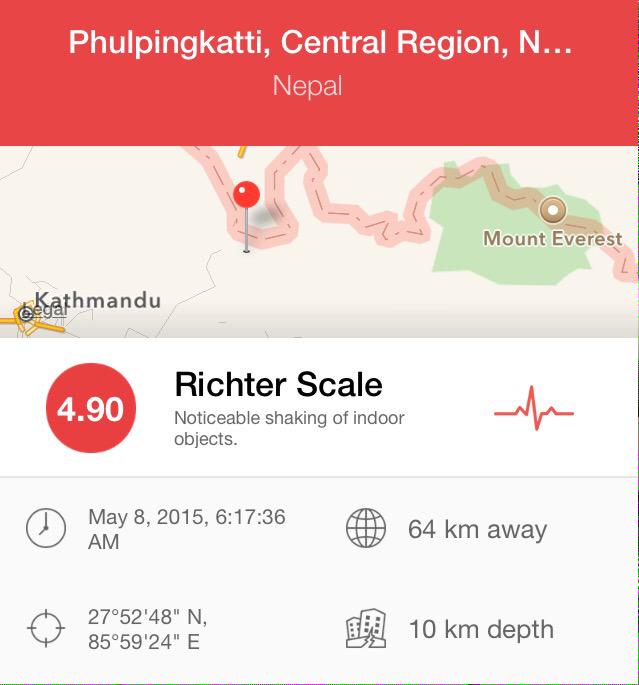 Phulpingkatti, Central Region, N...
Nepal
Mount Everest
Kathmandu
Legal
4.90
Richter Scale
Noticeable shaking of indoor
objects.
May 8, 2015, 6:17:36
AM
64 km away
27°52'48" N,
85°59'24" E
10 km depth